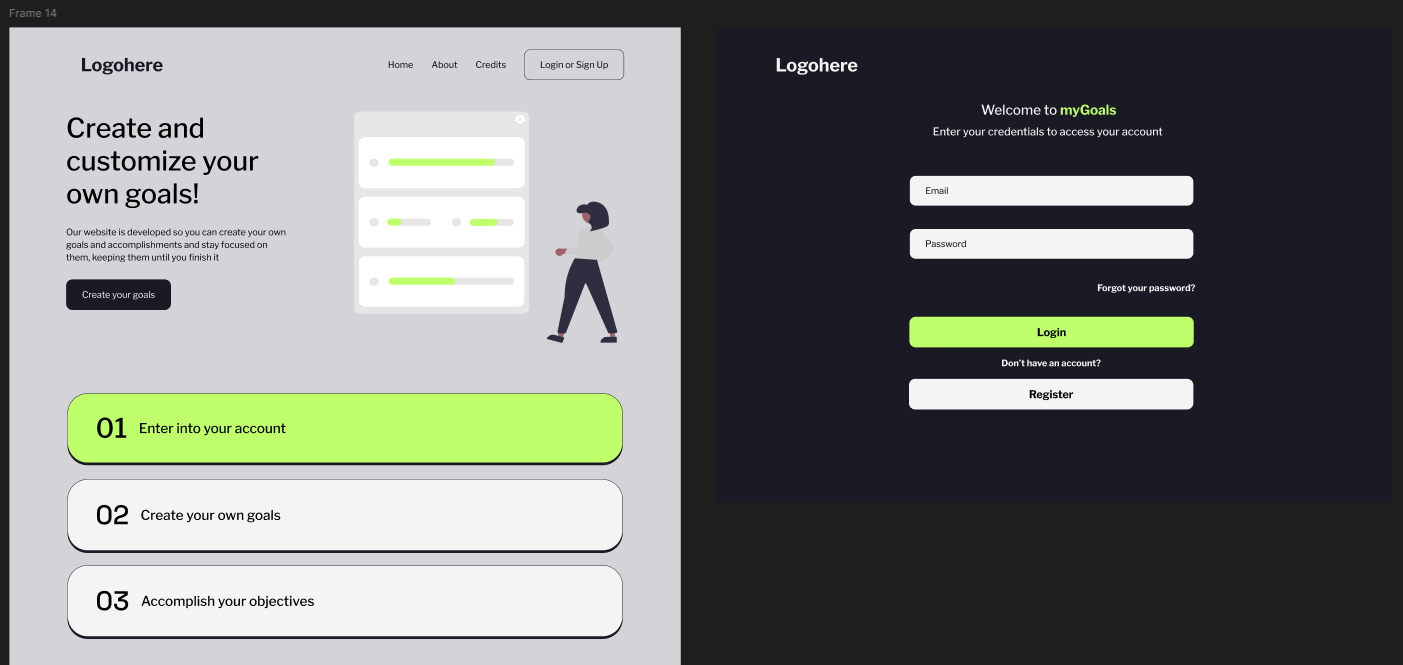 Frame 14
Logohere
Home About Credits Login or Sign Up
Create and
customize your
own goals!
Our website is developed so you can create your own
goals and accomplishments and stay focused on
them, keeping them until you finish it
Create your goals
01 Enter into your account
02 Create your own goals
03 Accomplish your objectives
Logohere
Welcome to myGoals
Enter your credentials to access your account
Email
Password
Forgot your password?
Login
Don't have an account?
Register